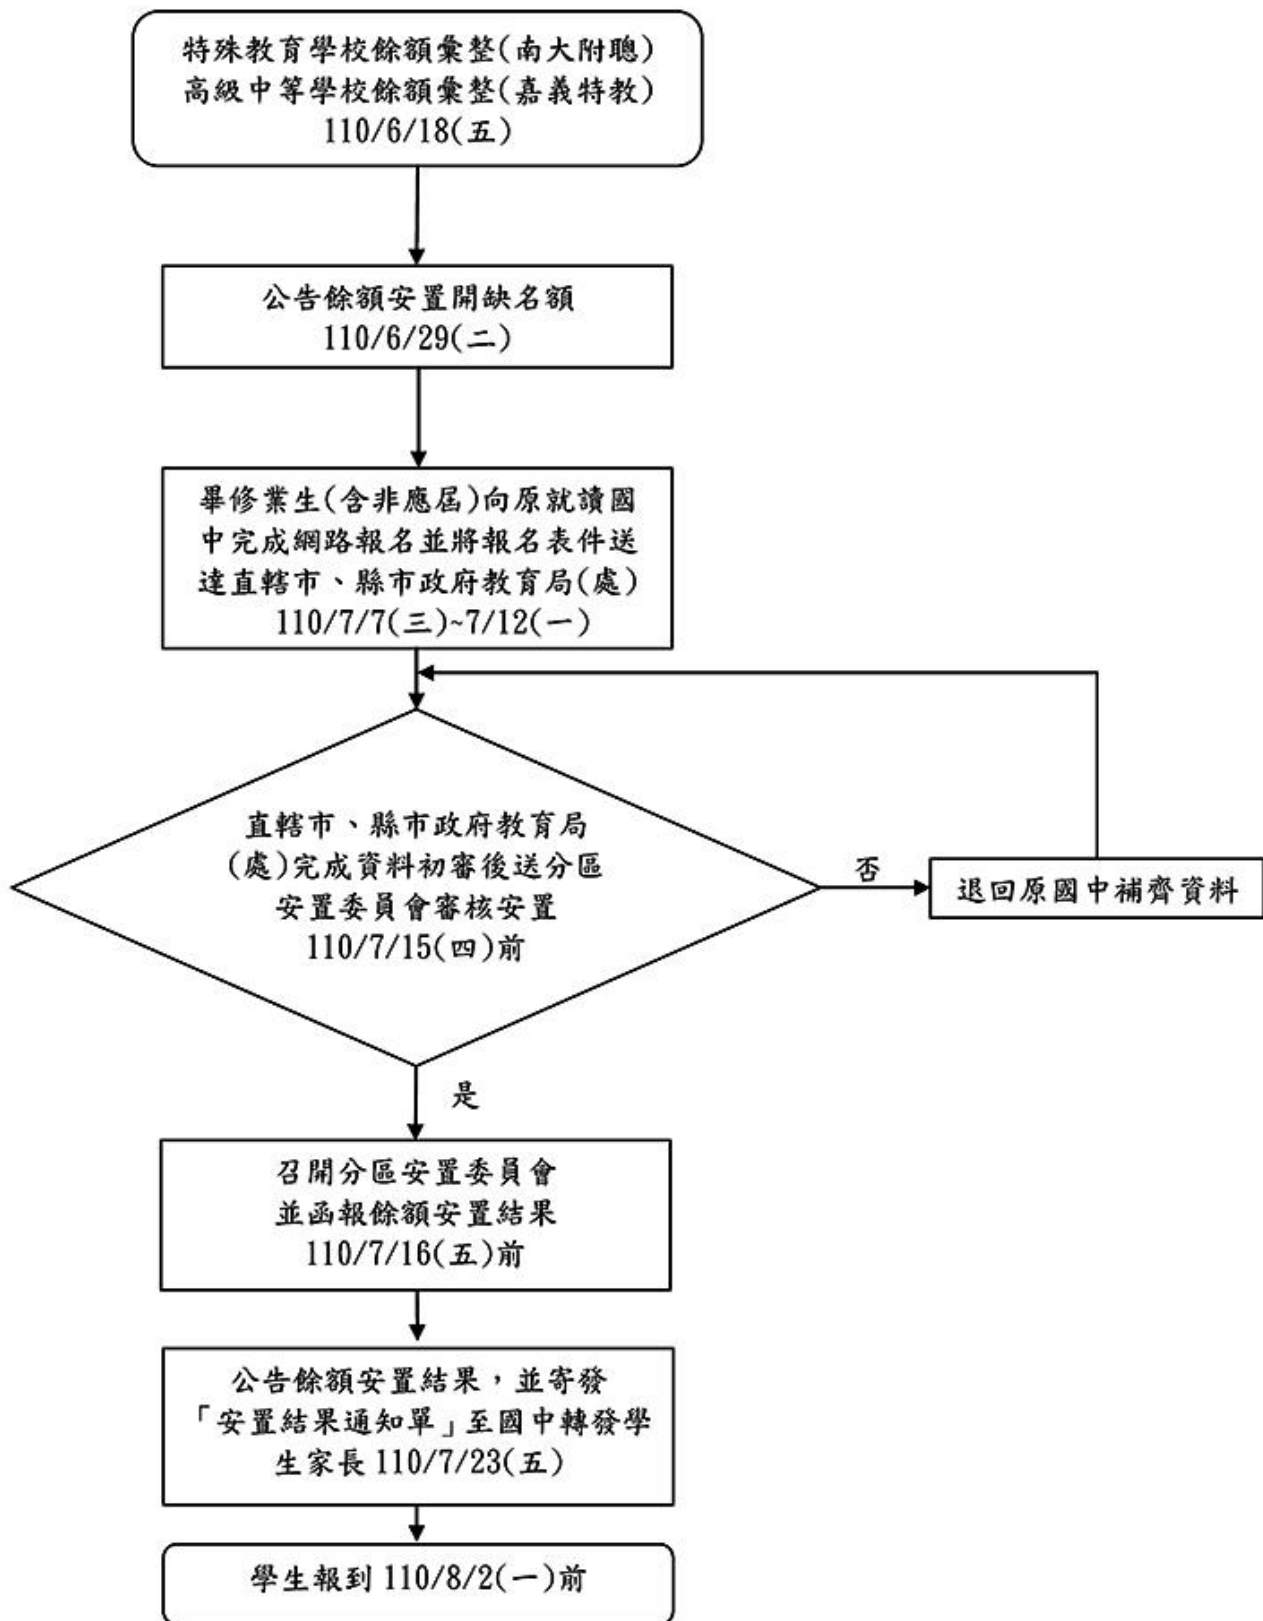 特殊教育學校餘額彙整(南大附聰)
高級中等學校餘額彙整(嘉義特教)
110/6/18(五)
公告餘額安置開缺名額
110/6/29(二)
畢修業生(含非應屆)向原就讀國
中完成網路報名並將報名表件送
達直轄市、縣市政府教育局(處)
110/7/7(三)~7/12(一)
直轄市、縣市政府教育局
(處)完成資料初審後送分區
安置委員會審核安置
110/7/15(四)前
否
退回原國中補齊資料
是
召開分區安置委員會
並函報餘額安置結果
110/7/16(五)前
公告餘額安置結果，並寄發
「安置結果通知單」至國中轉發學
生家長 110/7/23(五)
學生報到 110/8/2(一)前